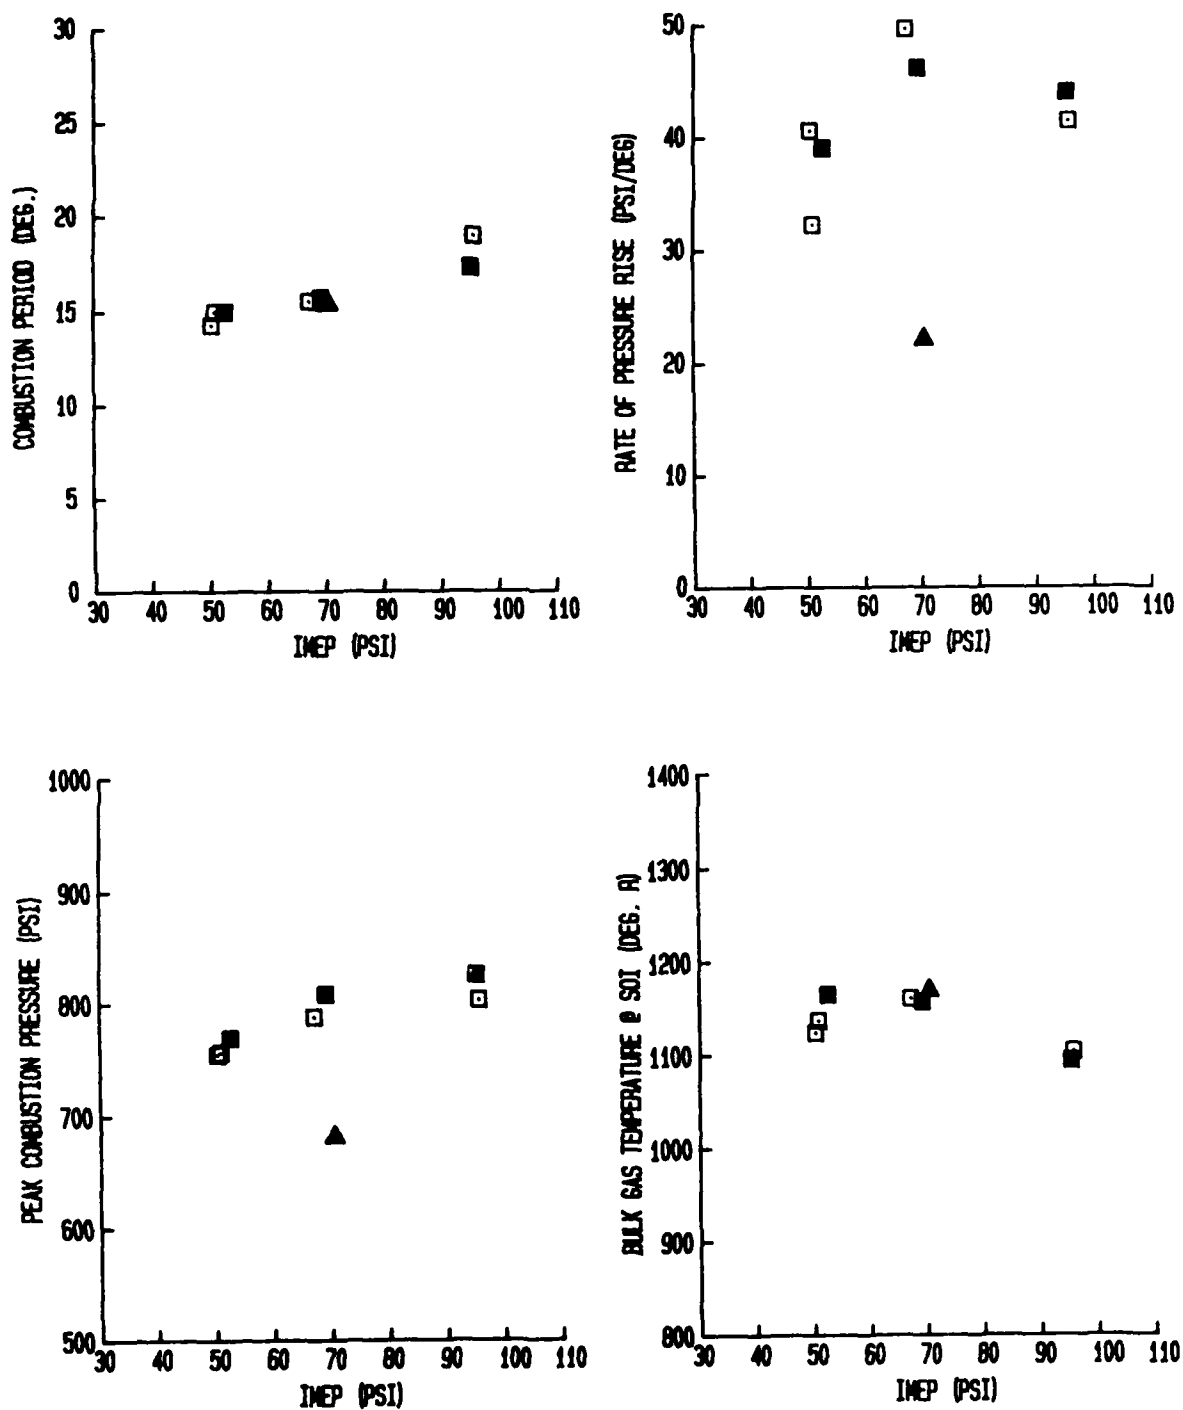 COMBUSTION PERIOD (DEG.)
30
25
20
15
10
5
0
30 40 50 60 70 80 90 100 110
IMEP (PSI)
RATE OF PRESSURE RISE (PSI/DEG)
50
40
30
20
10
0
30 40 50 60 70 80 90 100 110
IMEP (PSI)
PEAK COMBUSTION PRESSURE (PSI)
1000
900
800
700
600
500
30 40 50 60 70 80 90 100 110
IMEP (PSI)
BULK GAS TEMPERATURE @ SOI (DEG. R)
1400
1300
1200
1100
1000
900
800
30 40 50 60 70 80 90 100 110
IMEP (PSI)